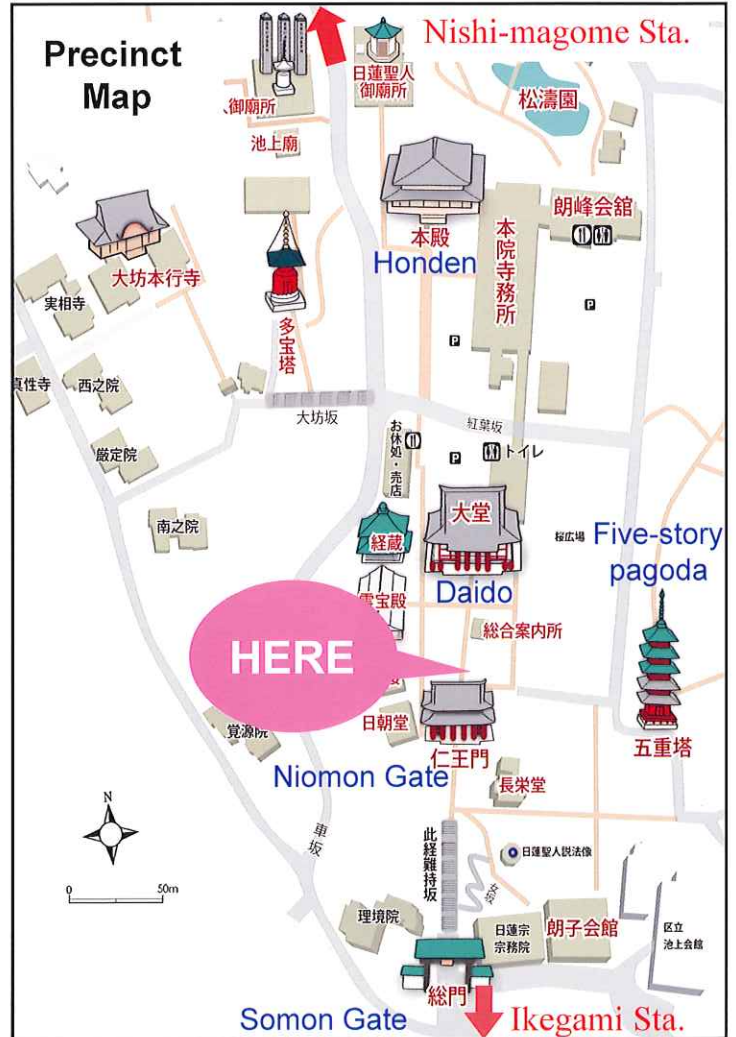 Precinct
Map
Nishi-magome Sta.
御廟所
池上廟
日蓮聖人
御廟所
松濤園
大坊本行寺
多宝塔
本殿
Honden
本院寺務所
朗峰会館
P
P
実相寺
真性寺
西之院
厳定院
南之院
大坊坂
紅葉坂
お休処・売店
P
トイレ
大堂
Daido
経蔵
霊宝殿
桜広場
Five-story
pagoda
五重塔
総合案内所
HERE
覚源院
日朝堂
仁王門
Niomon Gate
長栄堂
N
0 50m
車坂
此経難持坂
女坂
日蓮聖人説法像
理境院
日蓮宗
宗務院
朗子会館
区立
池上会館
総門
Somon Gate
Ikegami Sta.